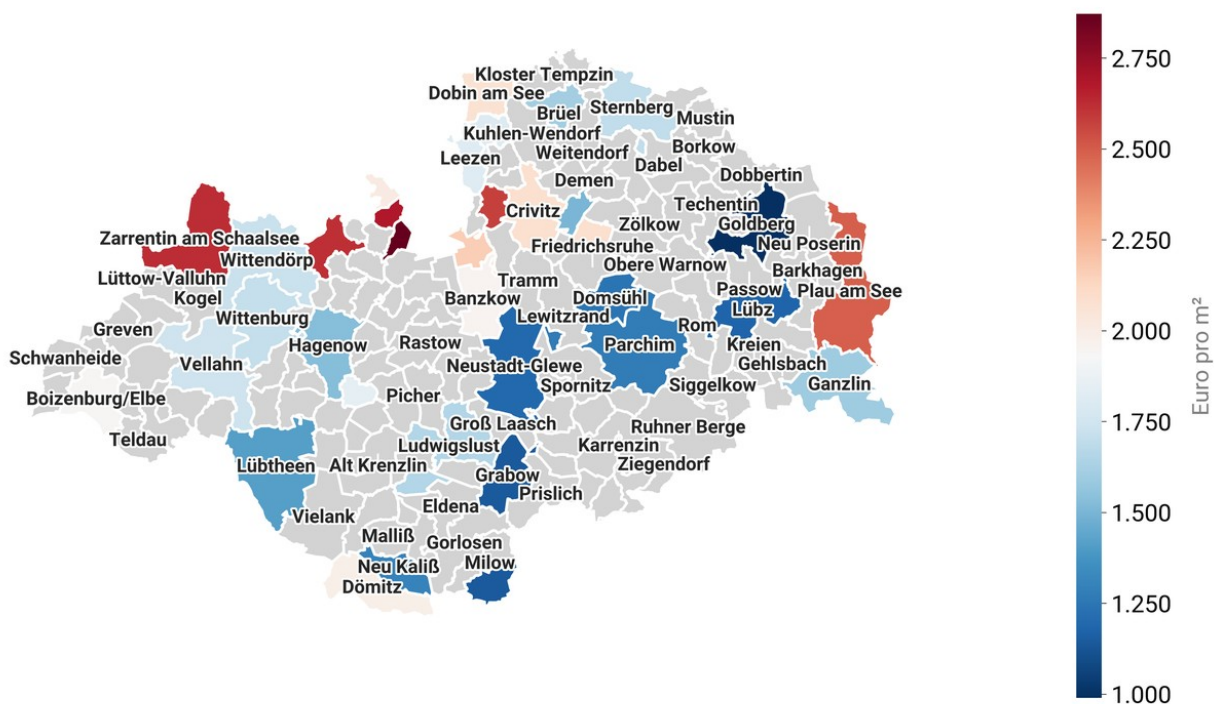 Kloster Tempzin
Dobin am See
Sternberg
Brüel
Mustin
Kuhlen-Wendorf
Borkow
Weitendorf
Leezen
Dabel
Dobbertin
Demen
Techentin
Crivitz
Zölkow
Goldberg
Zarrentin am Schaalsee
Friedrichsruhe
Neu Poserin
Wittendörp
Obere Warnow
Barkhagen
Lüttow-Valluhn
Tramm
Passow
Plau am See
Kogel
Banzkow
Domsühl
Lübz
Wittenburg
Lewitzrand
Rom
Greven
Hagenow
Rastow
Parchim
Kreien
Schwanheide
Vellahn
Neustadt-Glewe
Gehlsbach
Spornitz
Siggelkow
Ganzlin
Boizenburg/Elbe
Picher
Groß Laasch
Ruhner Berge
Teldau
Ludwigslust
Karrenzin
Lübtheen
Alt Krenzlin
Ziegendorf
Grabow
Prislich
Eldena
Vielank
Malliß
Gorlosen
Neu Kaliß
Milow
Dömitz
2.750
2.500
2.250
2.000
1.750
1.500
1.250
1.000
Euro pro m²